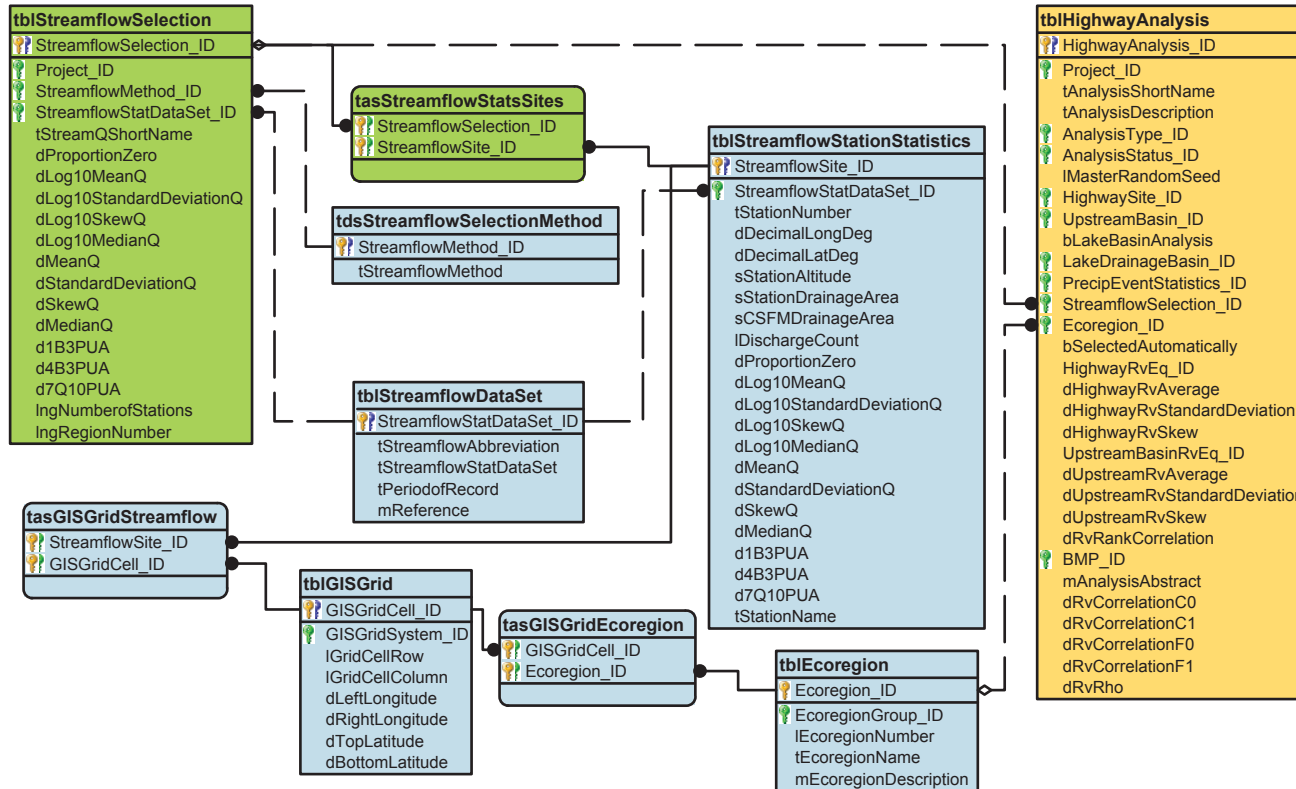 tblStreamflowSelection
StreamflowSelection_ID
Project_ID
StreamflowMethod_ID
StreamflowStatDataSet_ID
tStreamQShortName
dProportionZero
dLog10MeanQ
dLog10StandardDeviationQ
dLog10SkewQ
dLog10MedianQ
dMeanQ
dStandardDeviationQ
dSkewQ
dMedianQ
d1B3PUA
d4B3PUA
d7Q10PUA
lngNumberofStations
lngRegionNumber
tasStreamflowStatsSites
StreamflowSelection_ID
StreamflowSite_ID
tdsStreamflowSelectionMethod
StreamflowMethod_ID
tStreamflowMethod
tblStreamflowDataSet
StreamflowStatDataSet_ID
tStreamflowAbbreviation
tStreamflowStatDataSet
tPeriodofRecord
mReference
tblStreamflowStationStatistics
StreamflowSite_ID
StreamflowStatDataSet_ID
tStationNumber
dDecimalLongDeg
dDecimalLatDeg
sStationAltitude
sStationDrainageArea
sCSFMDrainageArea
lDischargeCount
dProportionZero
dLog10MeanQ
dLog10StandardDeviationQ
dLog10SkewQ
dLog10MedianQ
dMeanQ
dStandardDeviationQ
dSkewQ
dMedianQ
d1B3PUA
d4B3PUA
d7Q10PUA
tStationName
tblHighwayAnalysis
HighwayAnalysis_ID
Project_ID
tAnalysisShortName
tAnalysisDescription
AnalysisType_ID
AnalysisStatus_ID
lMasterRandomSeed
HighwaySite_ID
UpstreamBasin_ID
bLakeBasinAnalysis
LakeDrainageBasin_ID
PrecipEventStatistics_ID
StreamflowSelection_ID
Ecoregion_ID
bSelectedAutomatically
HighwayRvEq_ID
dHighwayRvAverage
dHighwayRvStandardDeviation
dHighwayRvSkew
UpstreamBasinRvEq_ID
dUpstreamRvAverage
dUpstreamRvStandardDeviation
dUpstreamRvSkew
dRvRankCorrelation
BMP_ID
mAnalysisAbstract
dRvCorrelationC0
dRvCorrelationC1
dRvCorrelationF0
dRvCorrelationF1
dRvRho
tasGISGridStreamflow
StreamflowSite_ID
GISGridCell_ID
tblGISGrid
GISGridCell_ID
GISGridSystem_ID
lGridCellRow
lGridCellColumn
dLeftLongitude
dRightLongitude
dTopLatitude
dBottomLatitude
tasGISGridEcoregion
GISGridCell_ID
Ecoregion_ID
tblEcoregion
Ecoregion_ID
EcoregionGroup_ID
lEcoregionNumber
tEcoregionName
mEcoregionDescription